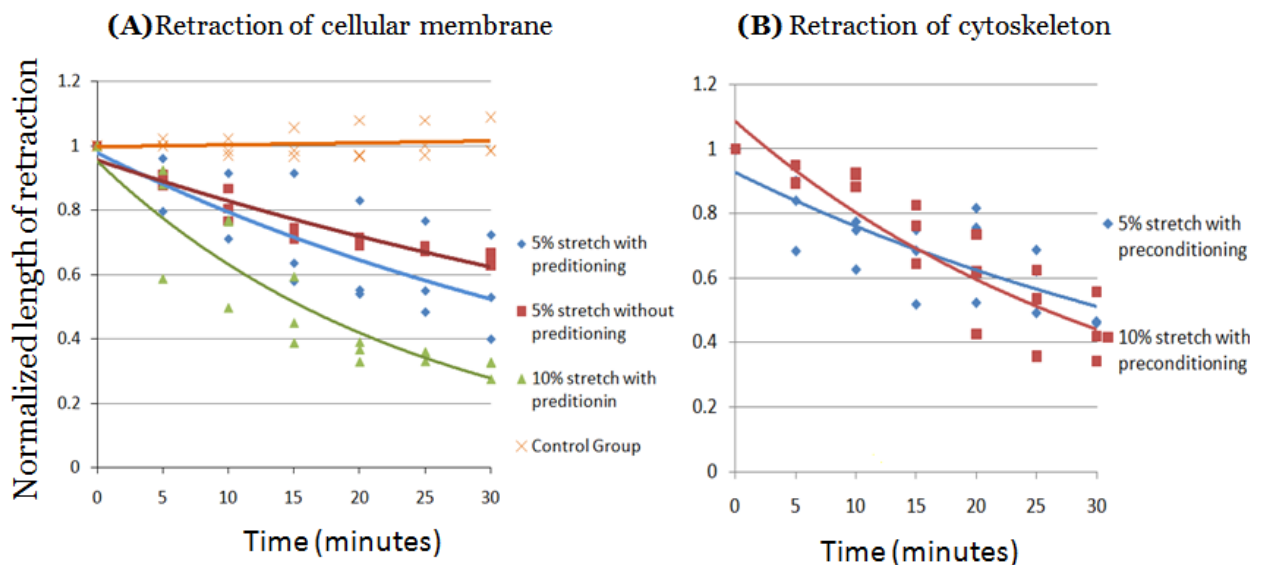 (A)Retraction of cellular membrane
Normalized length of retraction
1.2
1
0.8
0.6
0.4
0.2
0
0 5 10 15 20 25 30
Time (minutes)
5% stretch with
preditioning
5% stretch without
preditioning
10% stretch with
preditionin
Control Group
(B) Retraction of cytoskeleton
1.2
1
0.8
0.6
0.4
0.2
0
0 5 10 15 20 25 30
Time (minutes)
5% stretch with
preconditioning
10% stretch with
preconditioning